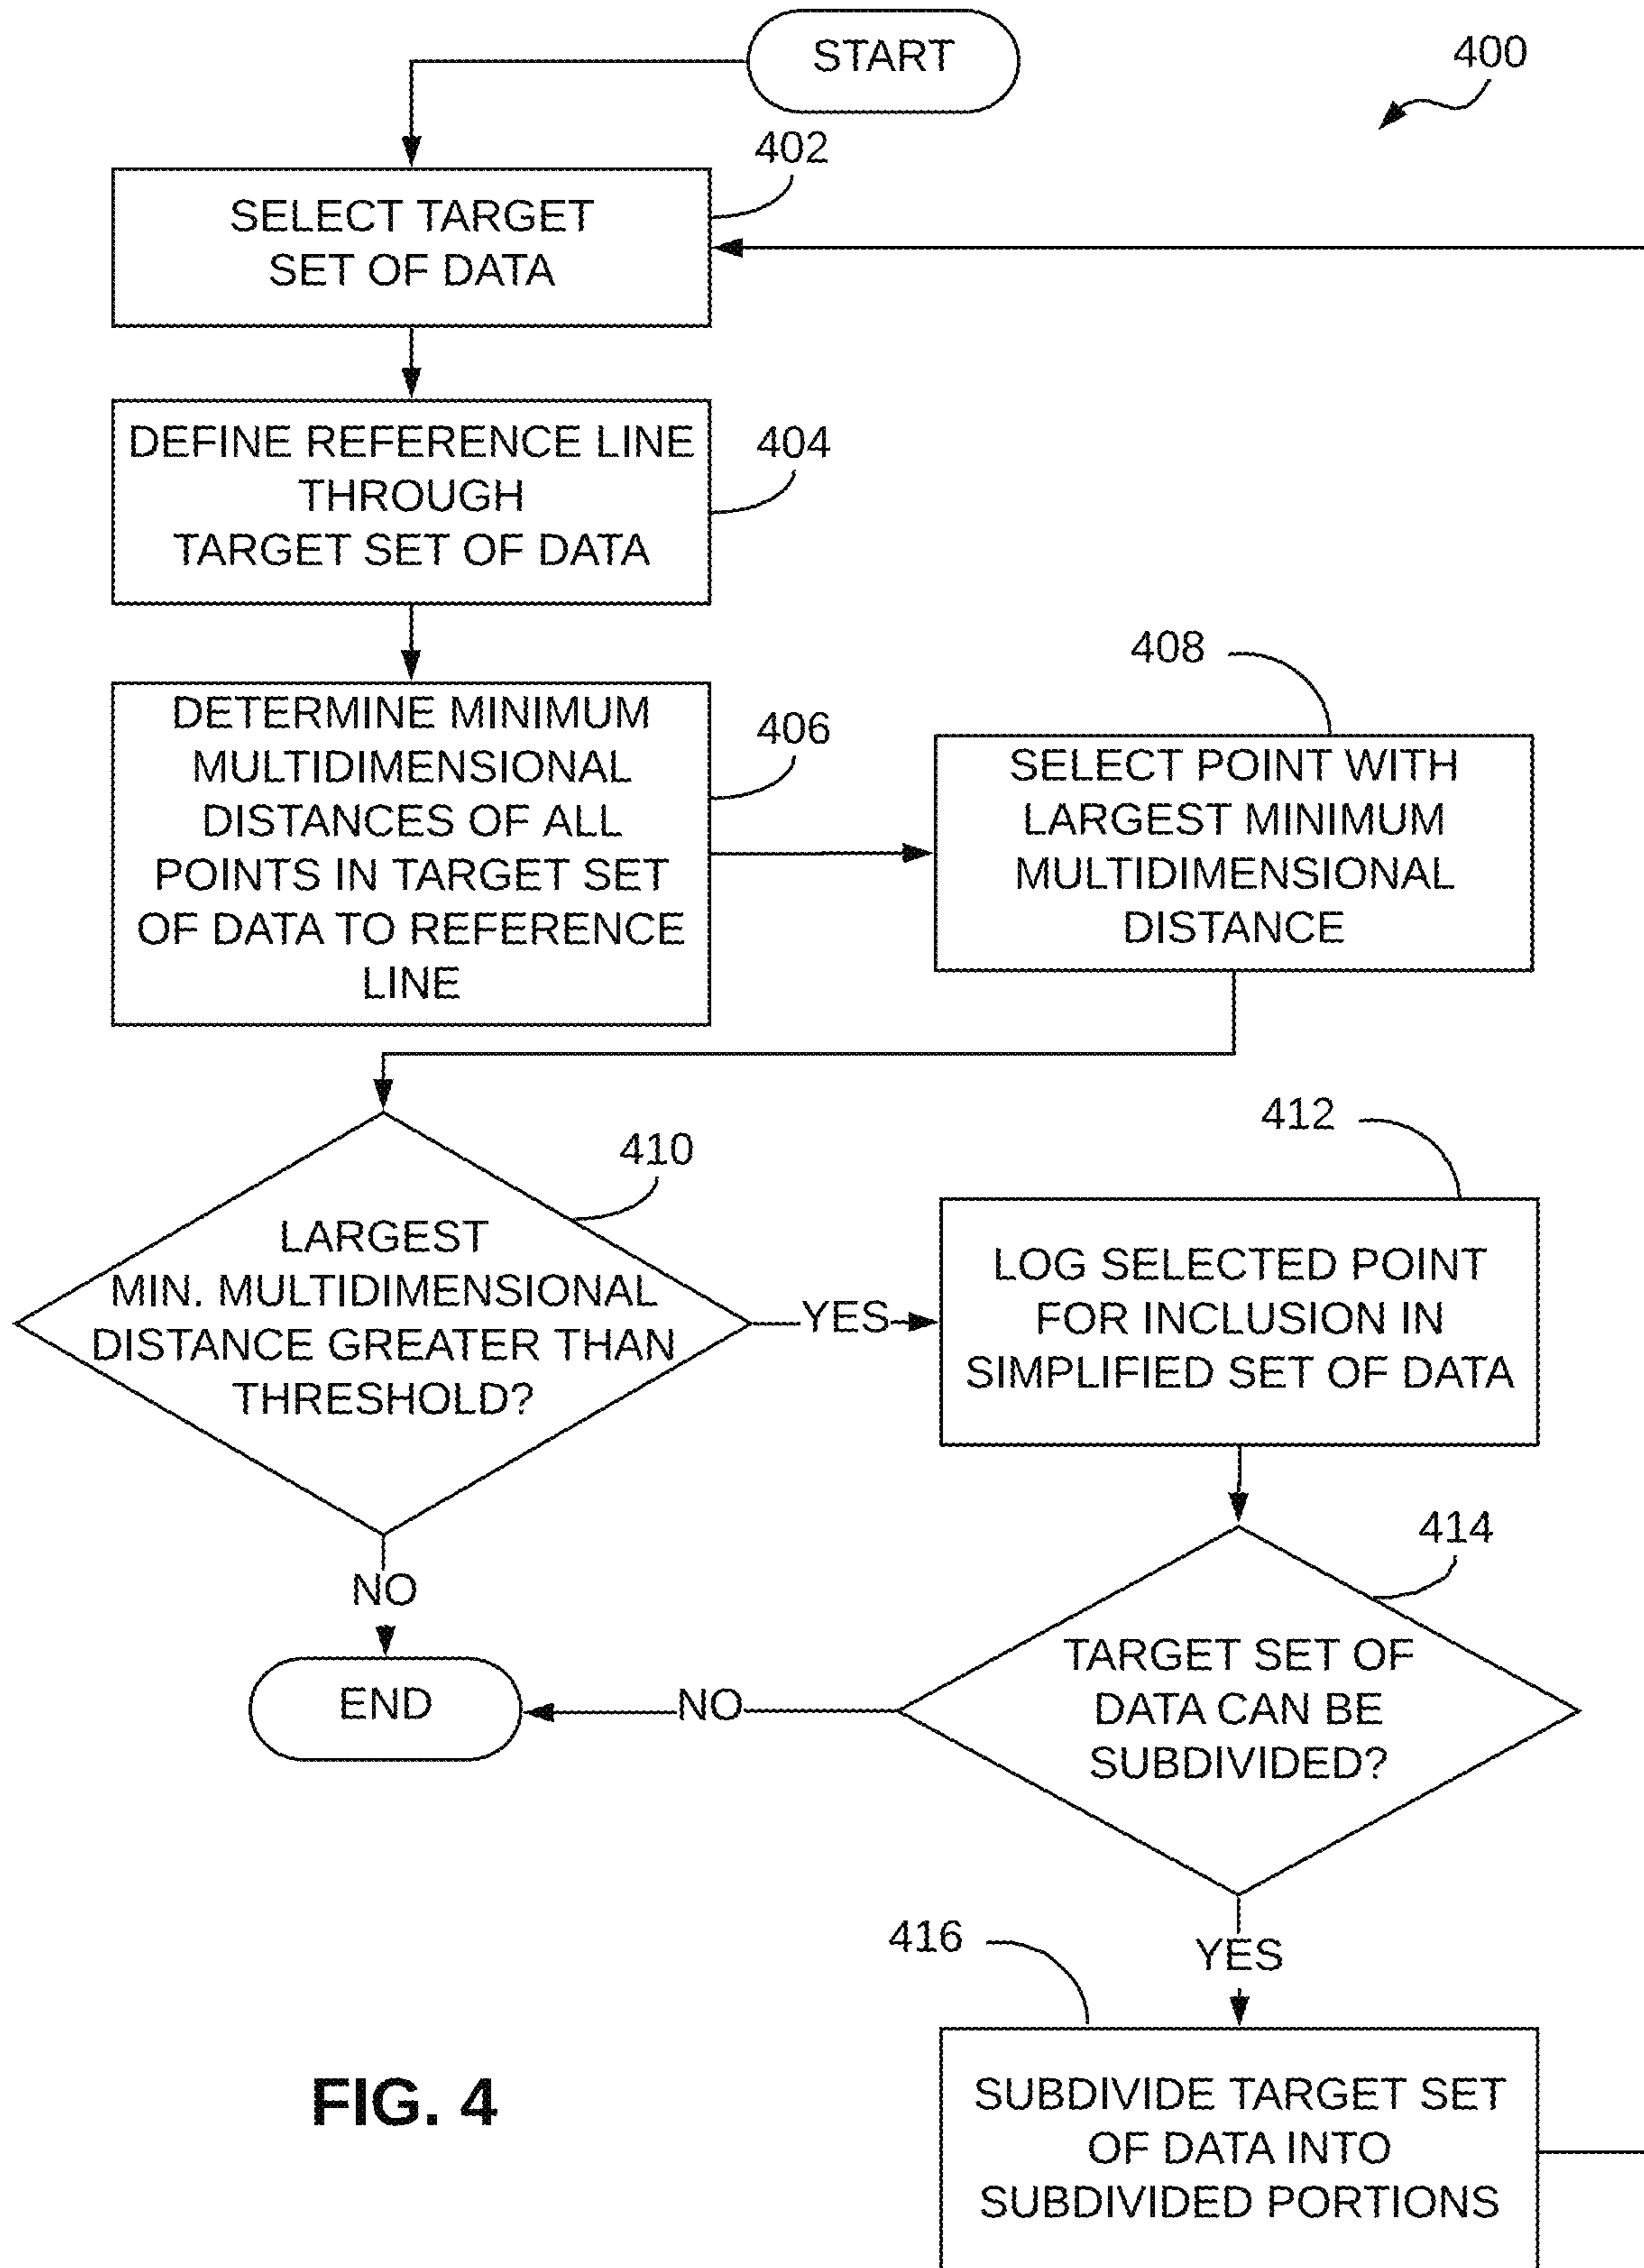 START
400
402
SELECT TARGET
SET OF DATA
DEFINE REFERENCE LINE
THROUGH
TARGET SET OF DATA
404
DETERMINE MINIMUM
MULTIDIMENSIONAL
DISTANCES OF ALL
POINTS IN TARGET SET
OF DATA TO REFERENCE
LINE
406
408
SELECT POINT WITH
LARGEST MINIMUM
MULTIDIMENSIONAL
DISTANCE
410
LARGEST
MIN. MULTIDIMENSIONAL
DISTANCE GREATER THAN
THRESHOLD?
YES
NO
412
LOG SELECTED POINT
FOR INCLUSION IN
SIMPLIFIED SET OF DATA
414
TARGET SET OF
DATA CAN BE
SUBDIVIDED?
NO
END
YES
416
SUBDIVIDE TARGET SET
OF DATA INTO
SUBDIVIDED PORTIONS
FIG. 4